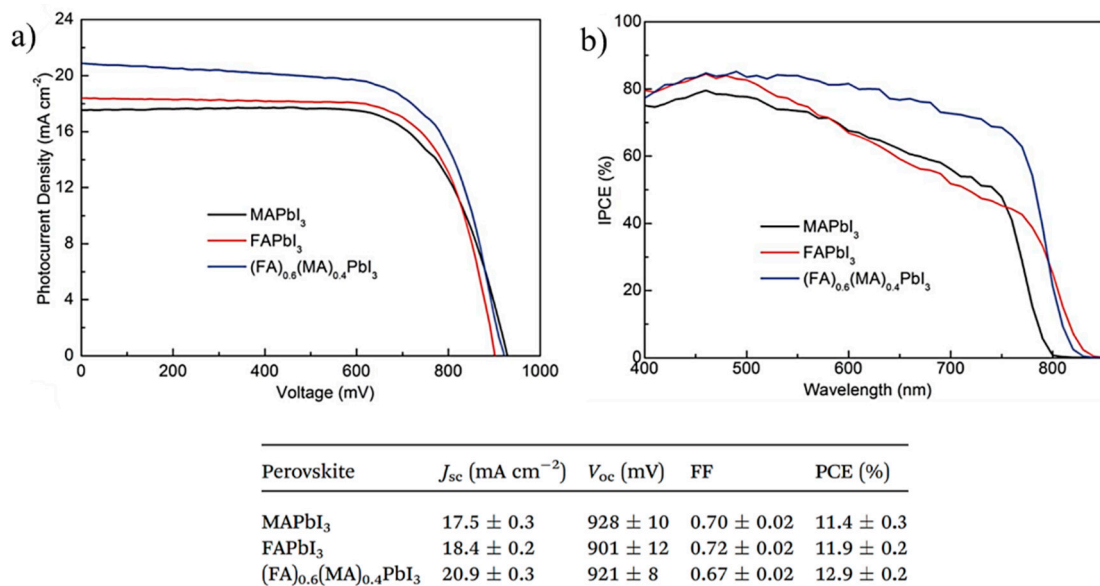 a)
24
20
16
12
8
4
0
Photocurrent Density (mA cm⁻²)
MAPbI₃
FAPbI₃
(FA)₀.₆(MA)₀.₄PbI₃
0 200 400 600 800 1000
Voltage (mV)
b)
100
80
60
40
20
0
IPCE (%)
MAPbI₃
FAPbI₃
(FA)₀.₆(MA)₀.₄PbI₃
400 500 600 700 800
Wavelength (nm)
Perovskite Jsc (mA cm⁻²) Voc (mV) FF PCE (%)
MAPbI₃ 17.5 ± 0.3 928 ± 10 0.70 ± 0.02 11.4 ± 0.3
FAPbI₃ 18.4 ± 0.2 901 ± 12 0.72 ± 0.02 11.9 ± 0.2
(FA)₀.₆(MA)₀.₄PbI₃ 20.9 ± 0.3 921 ± 8 0.67 ± 0.02 12.9 ± 0.2